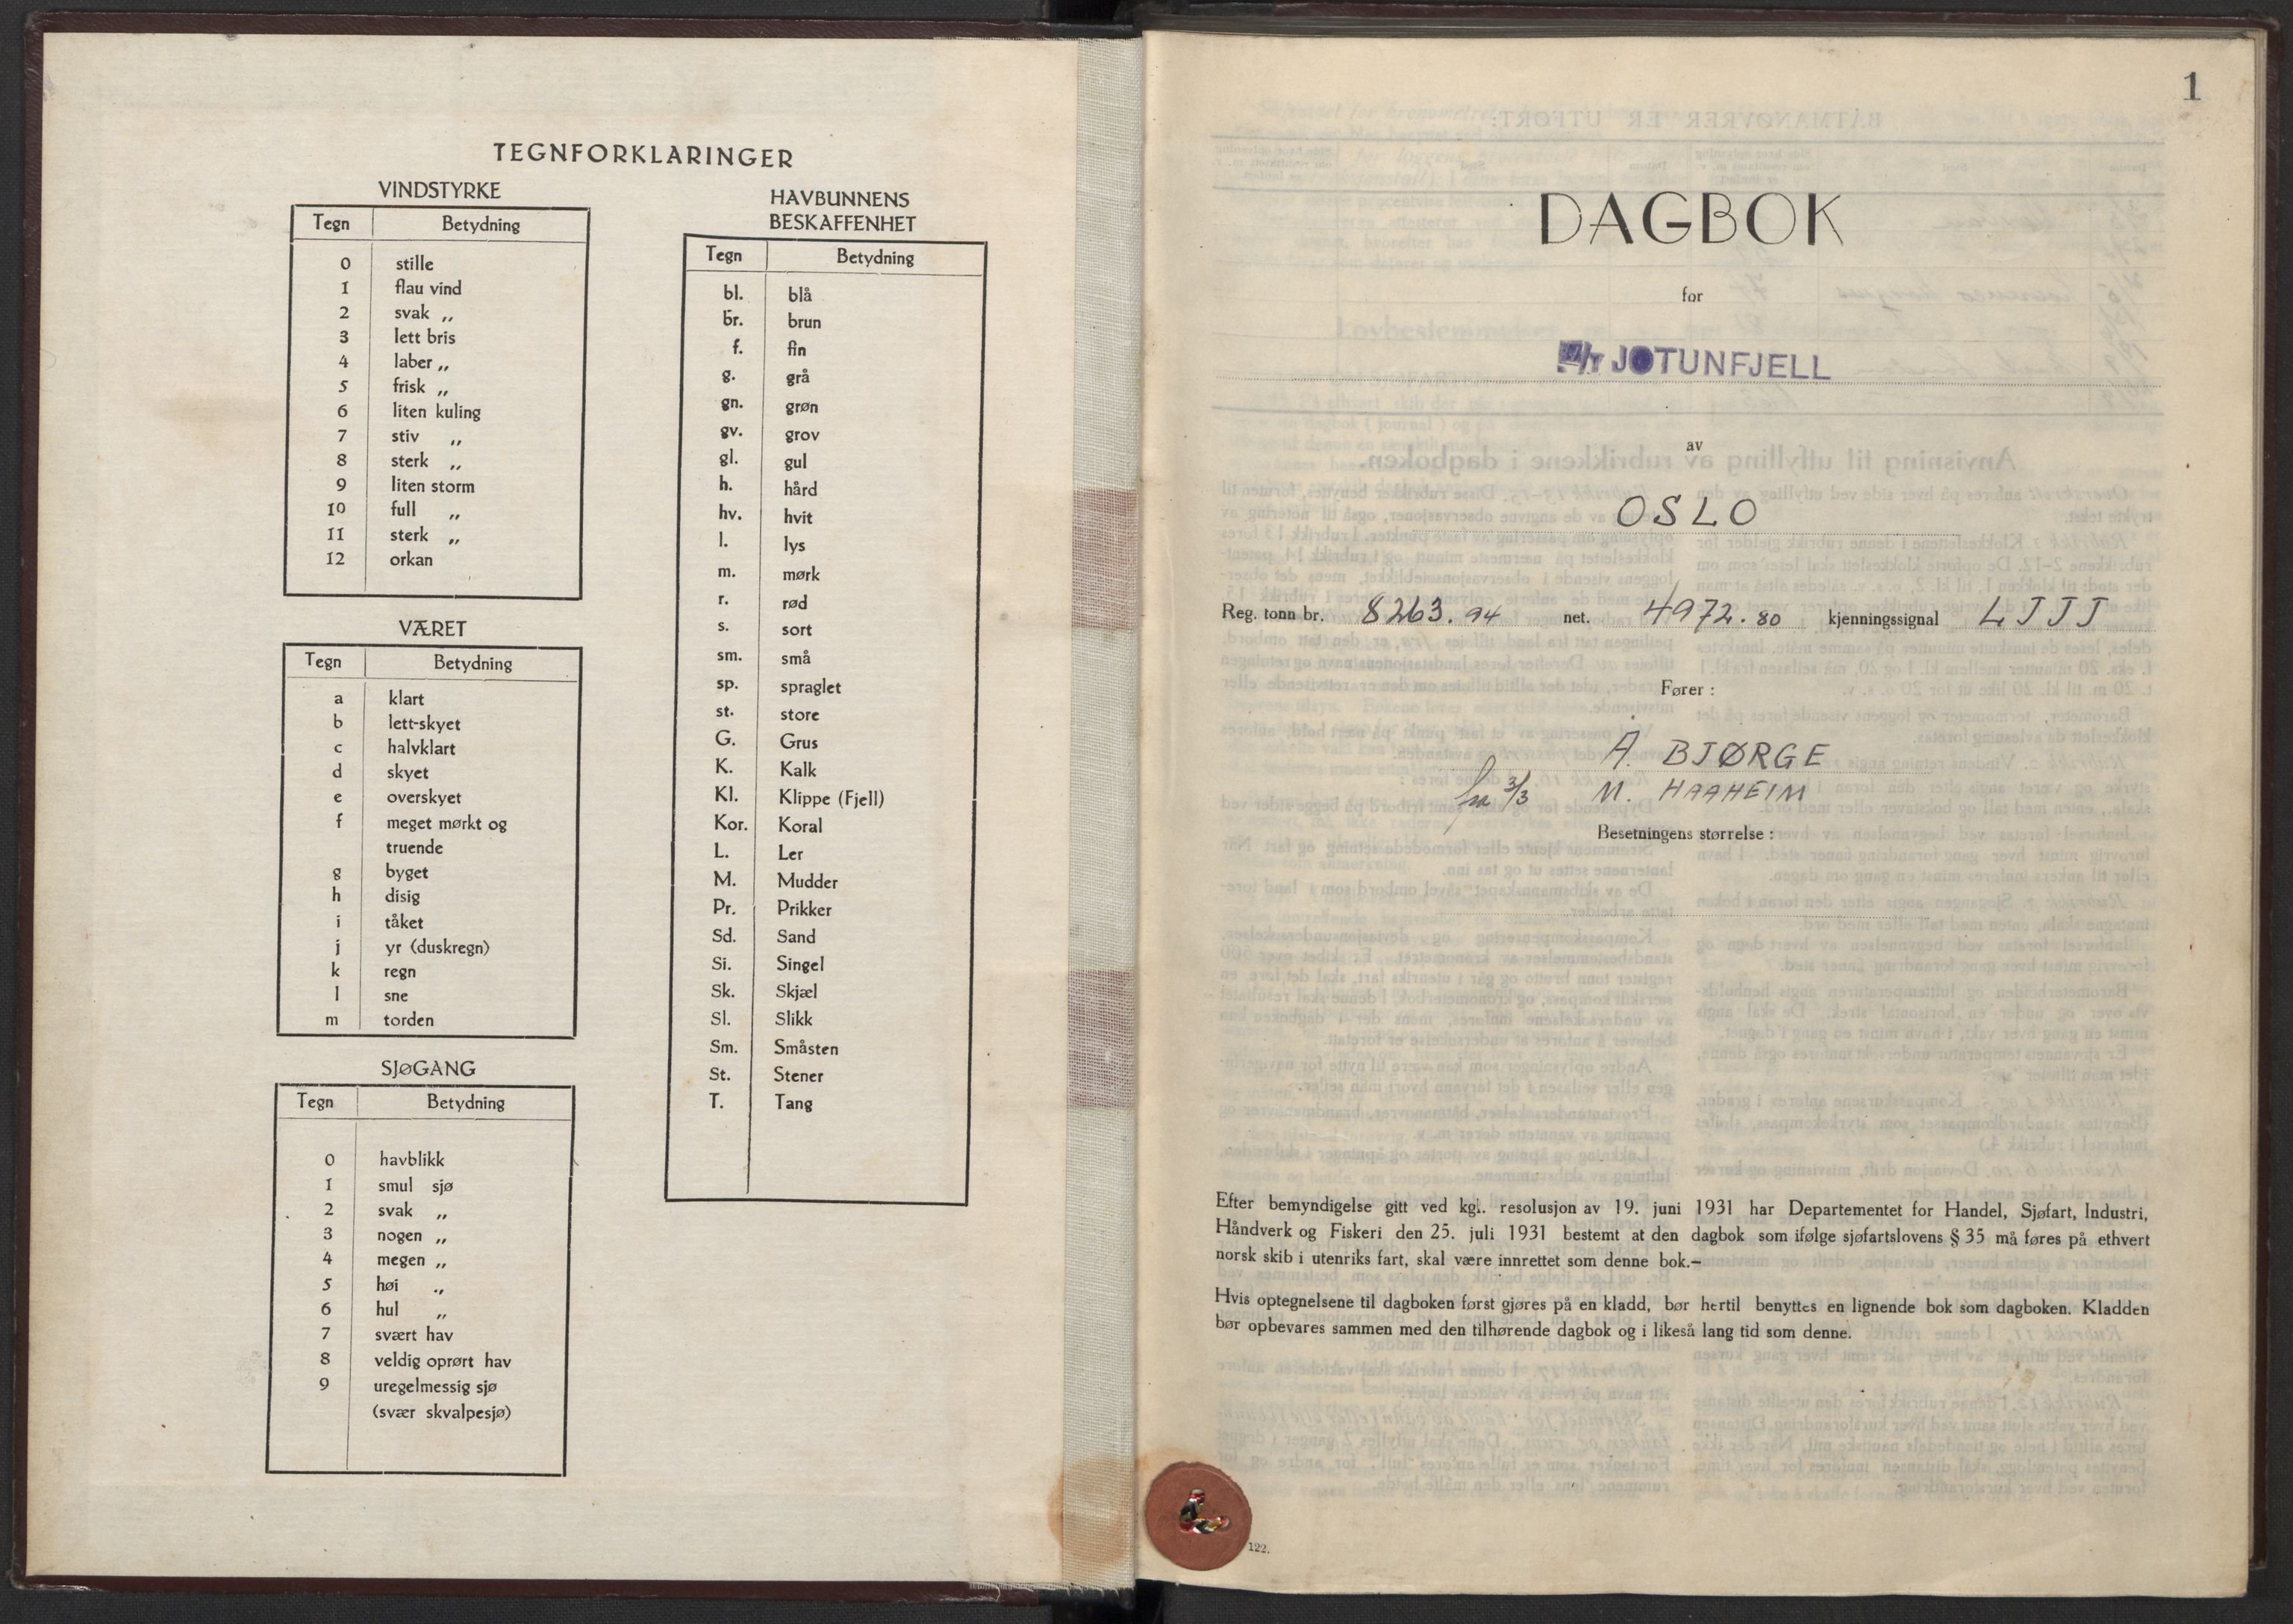 TEGNFORKLARINGER
VINDSTYRKE
Tegn Betydning
0 stille
1 flau vind
2 svak „
3 lett bris
4 laber „
5 frisk „
6 liten kuling
7 stiv „
8 sterk „
9 liten storm
10 full „
11 sterk „
12 orkan
VÆRET
Tegn Betydning
a klart
b lett-skyet
c halvklart
d skyet
e overskyet
f meget mørkt og
truende
g byget
h disig
i tåket
j yr (duskregn)
k regn
l sne
m torden
SJØGANG
Tegn Betydning
0 havblikk
1 smul sjø
2 svak „
3 nogen „
4 megen „
5 høi „
6 hul „
7 svært hav
8 veldig oprørt hav
9 uregelmessig sjø
(svær skvalpesjø)
HAVBUNNENS
BESKAFFENHET
Tegn Betydning
bl. blå
br. brun
f. fin
g. grå
gn. grøn
gv. grov
gl. gul
h. hård
hv. hvit
l. lys
m. mørk
r. rød
s. sort
sm. små
sp. spraglet
st. store
G. Grus
K. Kalk
Kl. Klippe (Fjell)
Kor. Koral
L. Ler
M. Mudder
Pr. Prikker
Sd. Sand
Si. Singel
Sk. Skjæl
Sl. Slikk
Sm. Småsten
St. Stener
T. Tang
1
DAGBOK
for
M/T JOTUNFJELL
av
OSLO
Reg. tonn br. 8263.94 net. 4972.80 kjenningssignal LJJJ
Fører :
Å. BJØRGE
fra 3/3 M. HAAHEIM
Besetningens størrelse :
Efter bemyndigelse gitt ved kgl. resolusjon av 19. juni 1931 har Departementet for Handel, Sjøfart, Industri,
Håndverk og Fiskeri den 25. juli 1931 bestemt at den dagbok som ifølge sjøfartslovens § 35 må føres på ethvert
norsk skib i utenriks fart, skal være innrettet som denne bok.–
Hvis optegnelsene til dagboken først gjøres på en kladd, bør hertil benyttes en lignende bok som dagboken. Kladden
bør opbevares sammen med den tilhørende dagbok og i likeså lang tid som denne.
122.